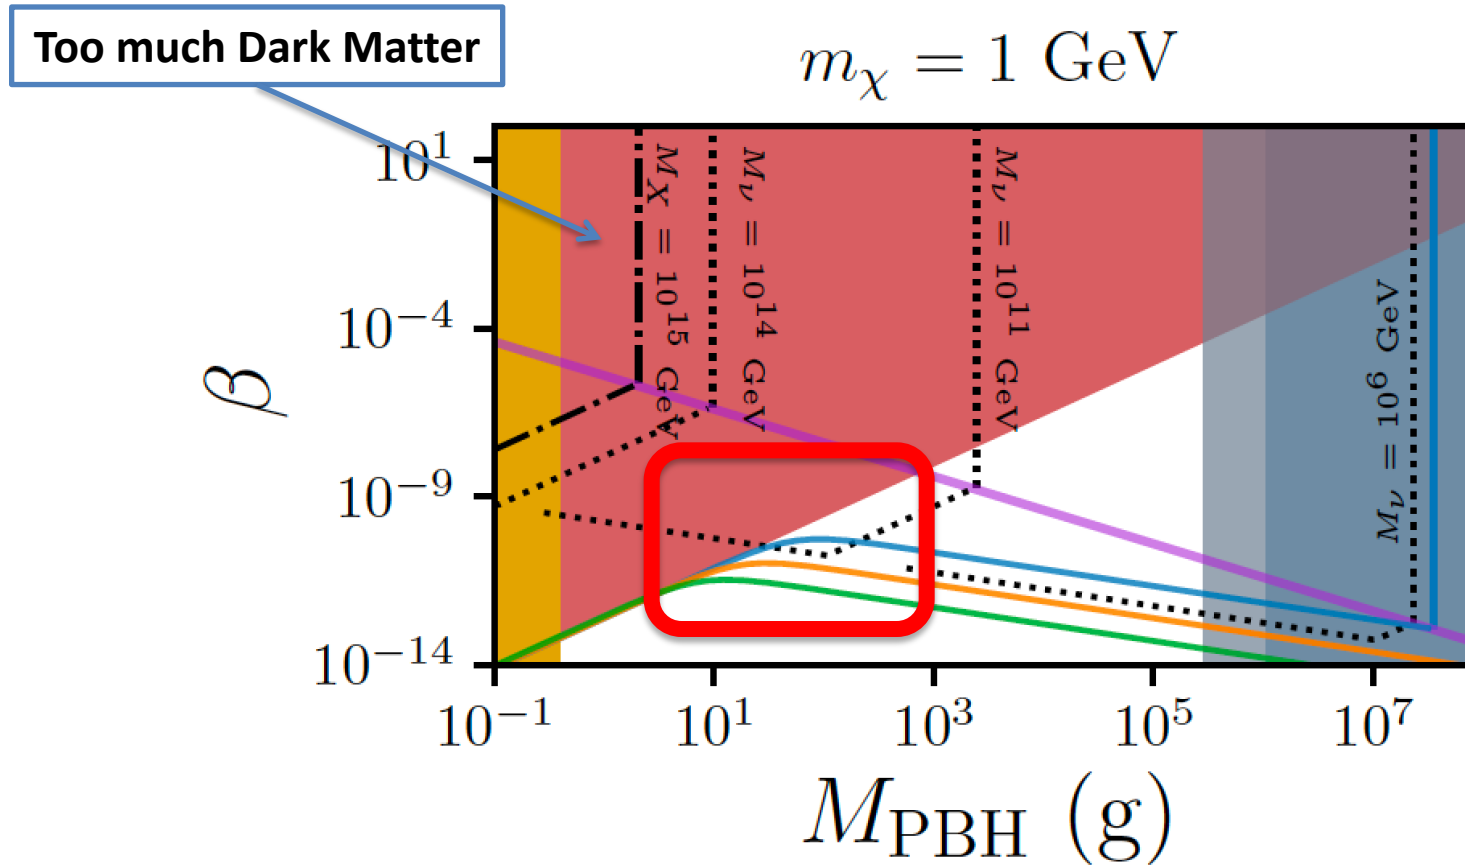 Too much Dark Matter
m_χ = 1 GeV
10^1
10^−4
10^−9
10^−14
β
M_X = 10^15 GeV
M_ν = 10^14 GeV
M_ν = 10^11 GeV
M_ν = 10^6 GeV
10^−1 10^1 10^3 10^5 10^7
M_PBH (g)